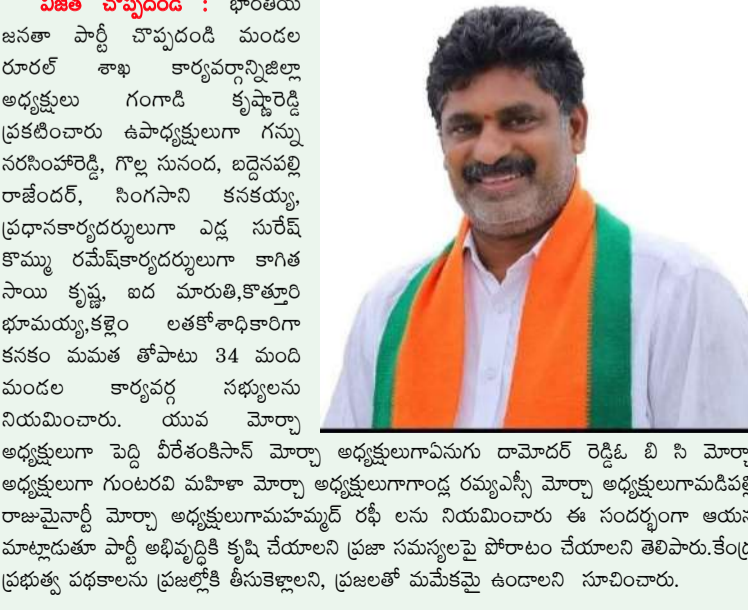 విజేత చొప్పదండి : భారతీయ
జనతా పార్టీ చొప్పదండి మండల
రూరల్ శాఖ కార్యవర్గాన్నిజిల్లా
అధ్యక్షులు గంగాడి కృష్ణారెడ్డి
ప్రకటించారు ఉపాధ్యక్షులుగా గన్ను
నరసింహారెడ్డి, గొల్ల సునంద, బద్దెనపల్లి
రాజేందర్, సింగసాని కనకయ్య,
ప్రధానకార్యదర్శులుగా ఎడ్ల సురేష్
కొమ్ము రమేష్కార్యదర్శులుగా కాగిత
సాయి కృష్ణ, ఐద మారుతి,కొత్తూరి
భూమయ్య,కళ్లెం లతకోశాధికారిగా
కనకం మమత తోపాటు 34 మంది
మండల కార్యవర్గ సభ్యులను
నియమించారు. యువ మోర్చా
అధ్యక్షులుగా పెద్ది వీరేశంకిసాన్ మోర్చా అధ్యక్షులుగాఏనుగు దామోదర్ రెడ్డిఓ బి సి మోర్చా
అధ్యక్షులుగా గుంటరవి మహిళా మోర్చా అధ్యక్షులుగాగాండ్ల రమ్యఎస్సీ మోర్చా అధ్యక్షులుగామడిపల్లి
రాజుమైనార్టీ మోర్చా అధ్యక్షులుగామహమ్మద్ రఫీ లను నియమించారు ఈ సందర్భంగా ఆయన
మాట్లాడుతూ పార్టీ అభివృద్ధికి కృషి చేయాలని ప్రజా సమస్యలపై పోరాటం చేయాలని తెలిపారు.కేంద్ర
ప్రభుత్వ పథకాలను ప్రజల్లోకి తీసుకెళ్లాలని, ప్రజలతో మమేకమై ఉండాలని సూచించారు.